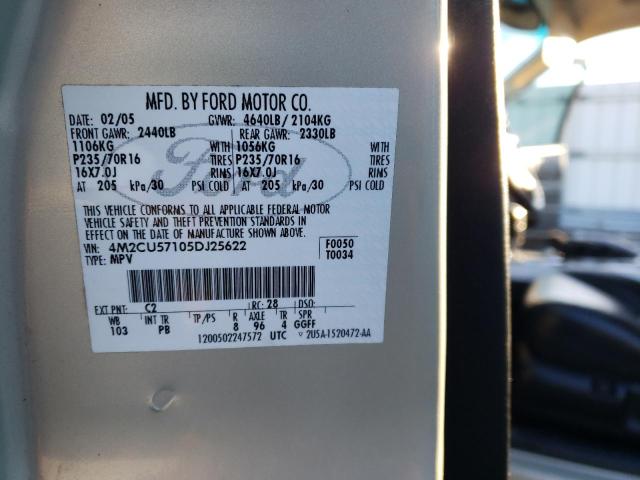 MFD. BY FORD MOTOR CO.
DATE: 02/05 GVWR: 4640LB/ 2104KG
FRONT GAWR: 2440LB REAR GAWR: 2330LB
1106KG WITH 1056KG WITH
P235/70R16 TIRES P235/70R16 TIRES
16X7.0J RIMS 16X7.0J RIMS
AT 205 kPa/30 PSI COLD AT 205 kPa/30 PSI COLD
Ford
THIS VEHICLE CONFORMS TO ALL APPLICABLE FEDERAL MOTOR
VEHICLE SAFETY AND THEFT PREVENTION STANDARDS IN
EFFECT ON THE DATE OF MANUFACTURE SHOWN ABOVE.
VIN: 4M2CU57105DJ25622 F0050
TYPE: MPV T0034
EXT PNT: C2 RC: 28 DSO:
WB INT TR TP/PS R AXLE TR SPR
103 PB 8 96 4 GGFF
1200502247572 UTC 2U5A-1520472-AA